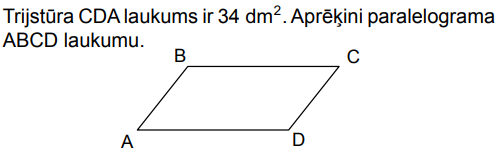 Trijstūra CDA laukums ir 34 dm². Aprēķini paralelograma
ABCD laukumu.
B
C
A
D